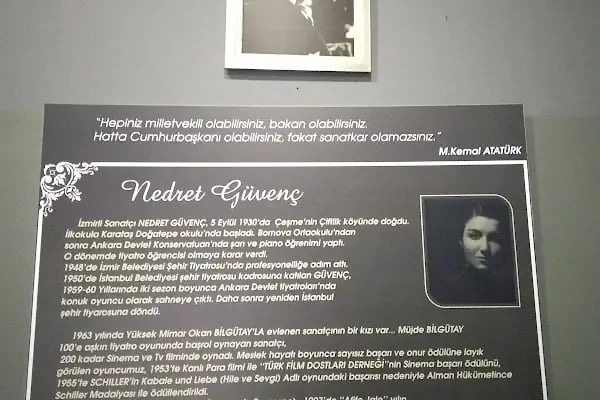 "Hepiniz milletvekili olabilirsiniz, bakan olabilirsiniz.
Hatta Cumhurbaşkanı olabilirsiniz, fakat sanatkar olamazsınız."
M.Kemal ATATÜRK
Nedret Güvenç
İzmirli Sanatçı NEDRET GÜVENÇ, 5 Eylül 1930'da Çeşme'nin Çiftlik köyünde doğdu.
İlkokula Karataş Doğatepe okulu'nda başladı. Bornova Ortaokulu'ndan
sonra Ankara Devlet Konservatuarı'nda şan ve piano öğrenimi yaptı.
O dönemde tiyatro öğrencisi olmaya karar verdi.
1948'de İzmir Belediyesi Şehir Tiyatrosu'nda profesyonelliğe adım attı.
1950'de İstanbul Belediyesi şehir tiyatrosu kadrosuna katılan GÜVENÇ,
1959-60 Yıllarında iki sezon boyunca Ankara Devlet tiyatroları'nda
konuk oyuncu olarak sahneye çıktı. Daha sonra yeniden İstanbul
şehir tiyarosuna döndü.
1963 yılında Yüksek Mimar Okan BİLGÜTAY'LA evlenen sanatçının bir kızı var... Müjde BİLGÜTAY
100'e aşkın tiyatro oyununda başrol oynayan sanatçı,
200 kadar Sinema ve Tv filminde oynadı. Meslek hayatı boyunca sayısız başarı ve onur ödülüne layık
görülen oyuncumuz, 1953'te Kanlı Para filmi ile "TÜRK FİLM DOSTLARI DERNEĞİ"nin Sinema başarı ödülünü,
1955'te SCHILLER'in Kabale und Liebe (Hile ve Sevgi) Adlı oyunundaki başarısı nedeniyle Alman Hükümetince
Schiller Madalyası ile ödüllendirildi.